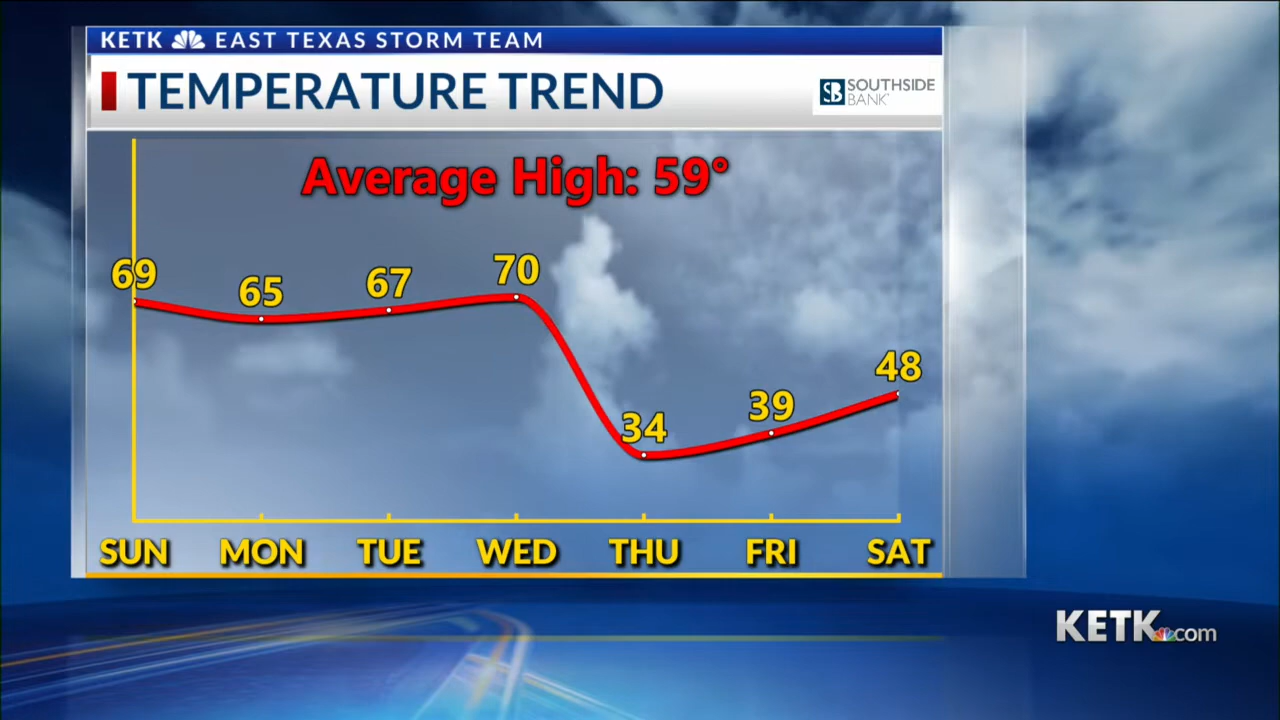 KETK EAST TEXAS STORM TEAM
TEMPERATURE TREND
SB SOUTHSIDE BANK
Average High: 59°
69 65 67 70 34 39 48
SUN MON TUE WED THU FRI SAT
KETK.com